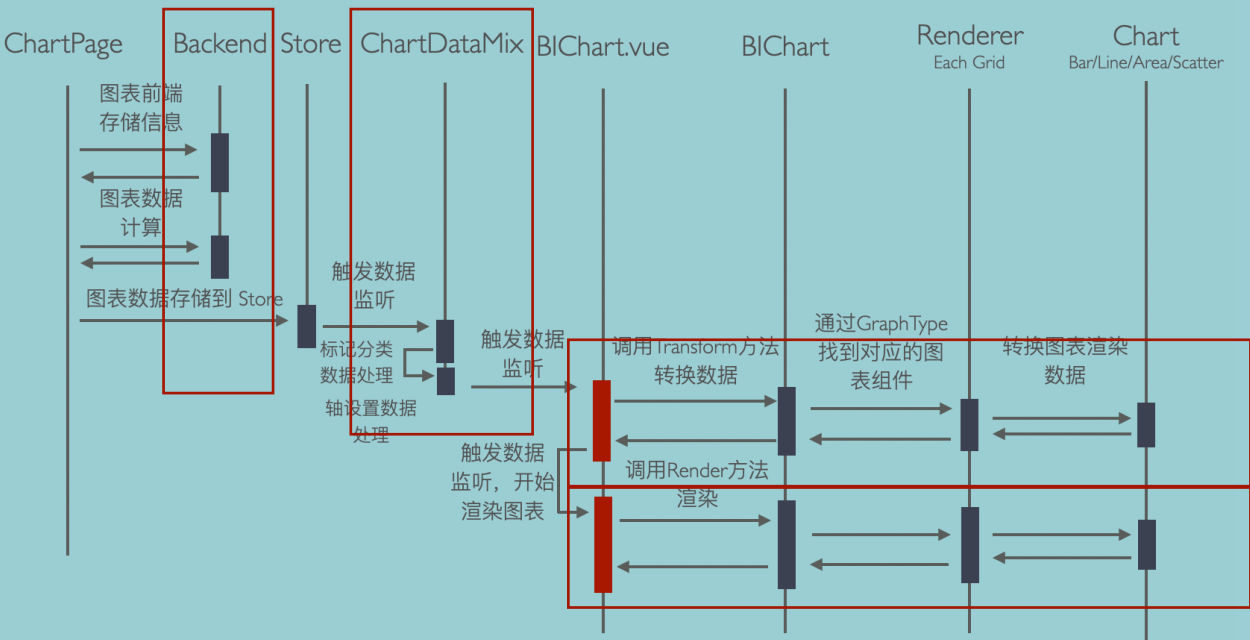 ChartPage
Backend
Store
ChartDataMix
BIChart.vue
BIChart
Renderer
Each Grid
Chart
Bar/Line/Area/Scatter
图表前端
存储信息
图表数据
计算
图表数据存储到 Store
触发数据
监听
标记分类
数据处理
轴设置数据
处理
触发数据
监听
调用Transform方法
转换数据
通过GraphType
找到对应的图
表组件
转换图表渲染
数据
触发数据
监听，开始
渲染图表
调用Render方法
渲染